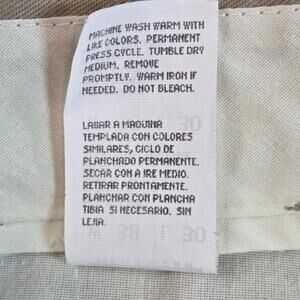 MACHINE WASH WARM WITH
LIKE COLORS. PERMANENT
PRESS CYCLE. TUMBLE DRY
MEDIUM. REMOVE
PROMPTLY. WARM IRON IF
NEEDED. DO NOT BLEACH.
LAVAR A MAQUINA
TEMPLADA CON COLORES
SIMILARES, CICLO DE
PLANCHADO PERMANENTE.
SECAR CON AIRE MEDIO.
RETIRAR PRONTAMENTE.
PLANCHAR CON PLANCHA
TIBIA SI NECESARIO. SIN
LEJIA.
W 38 L 30